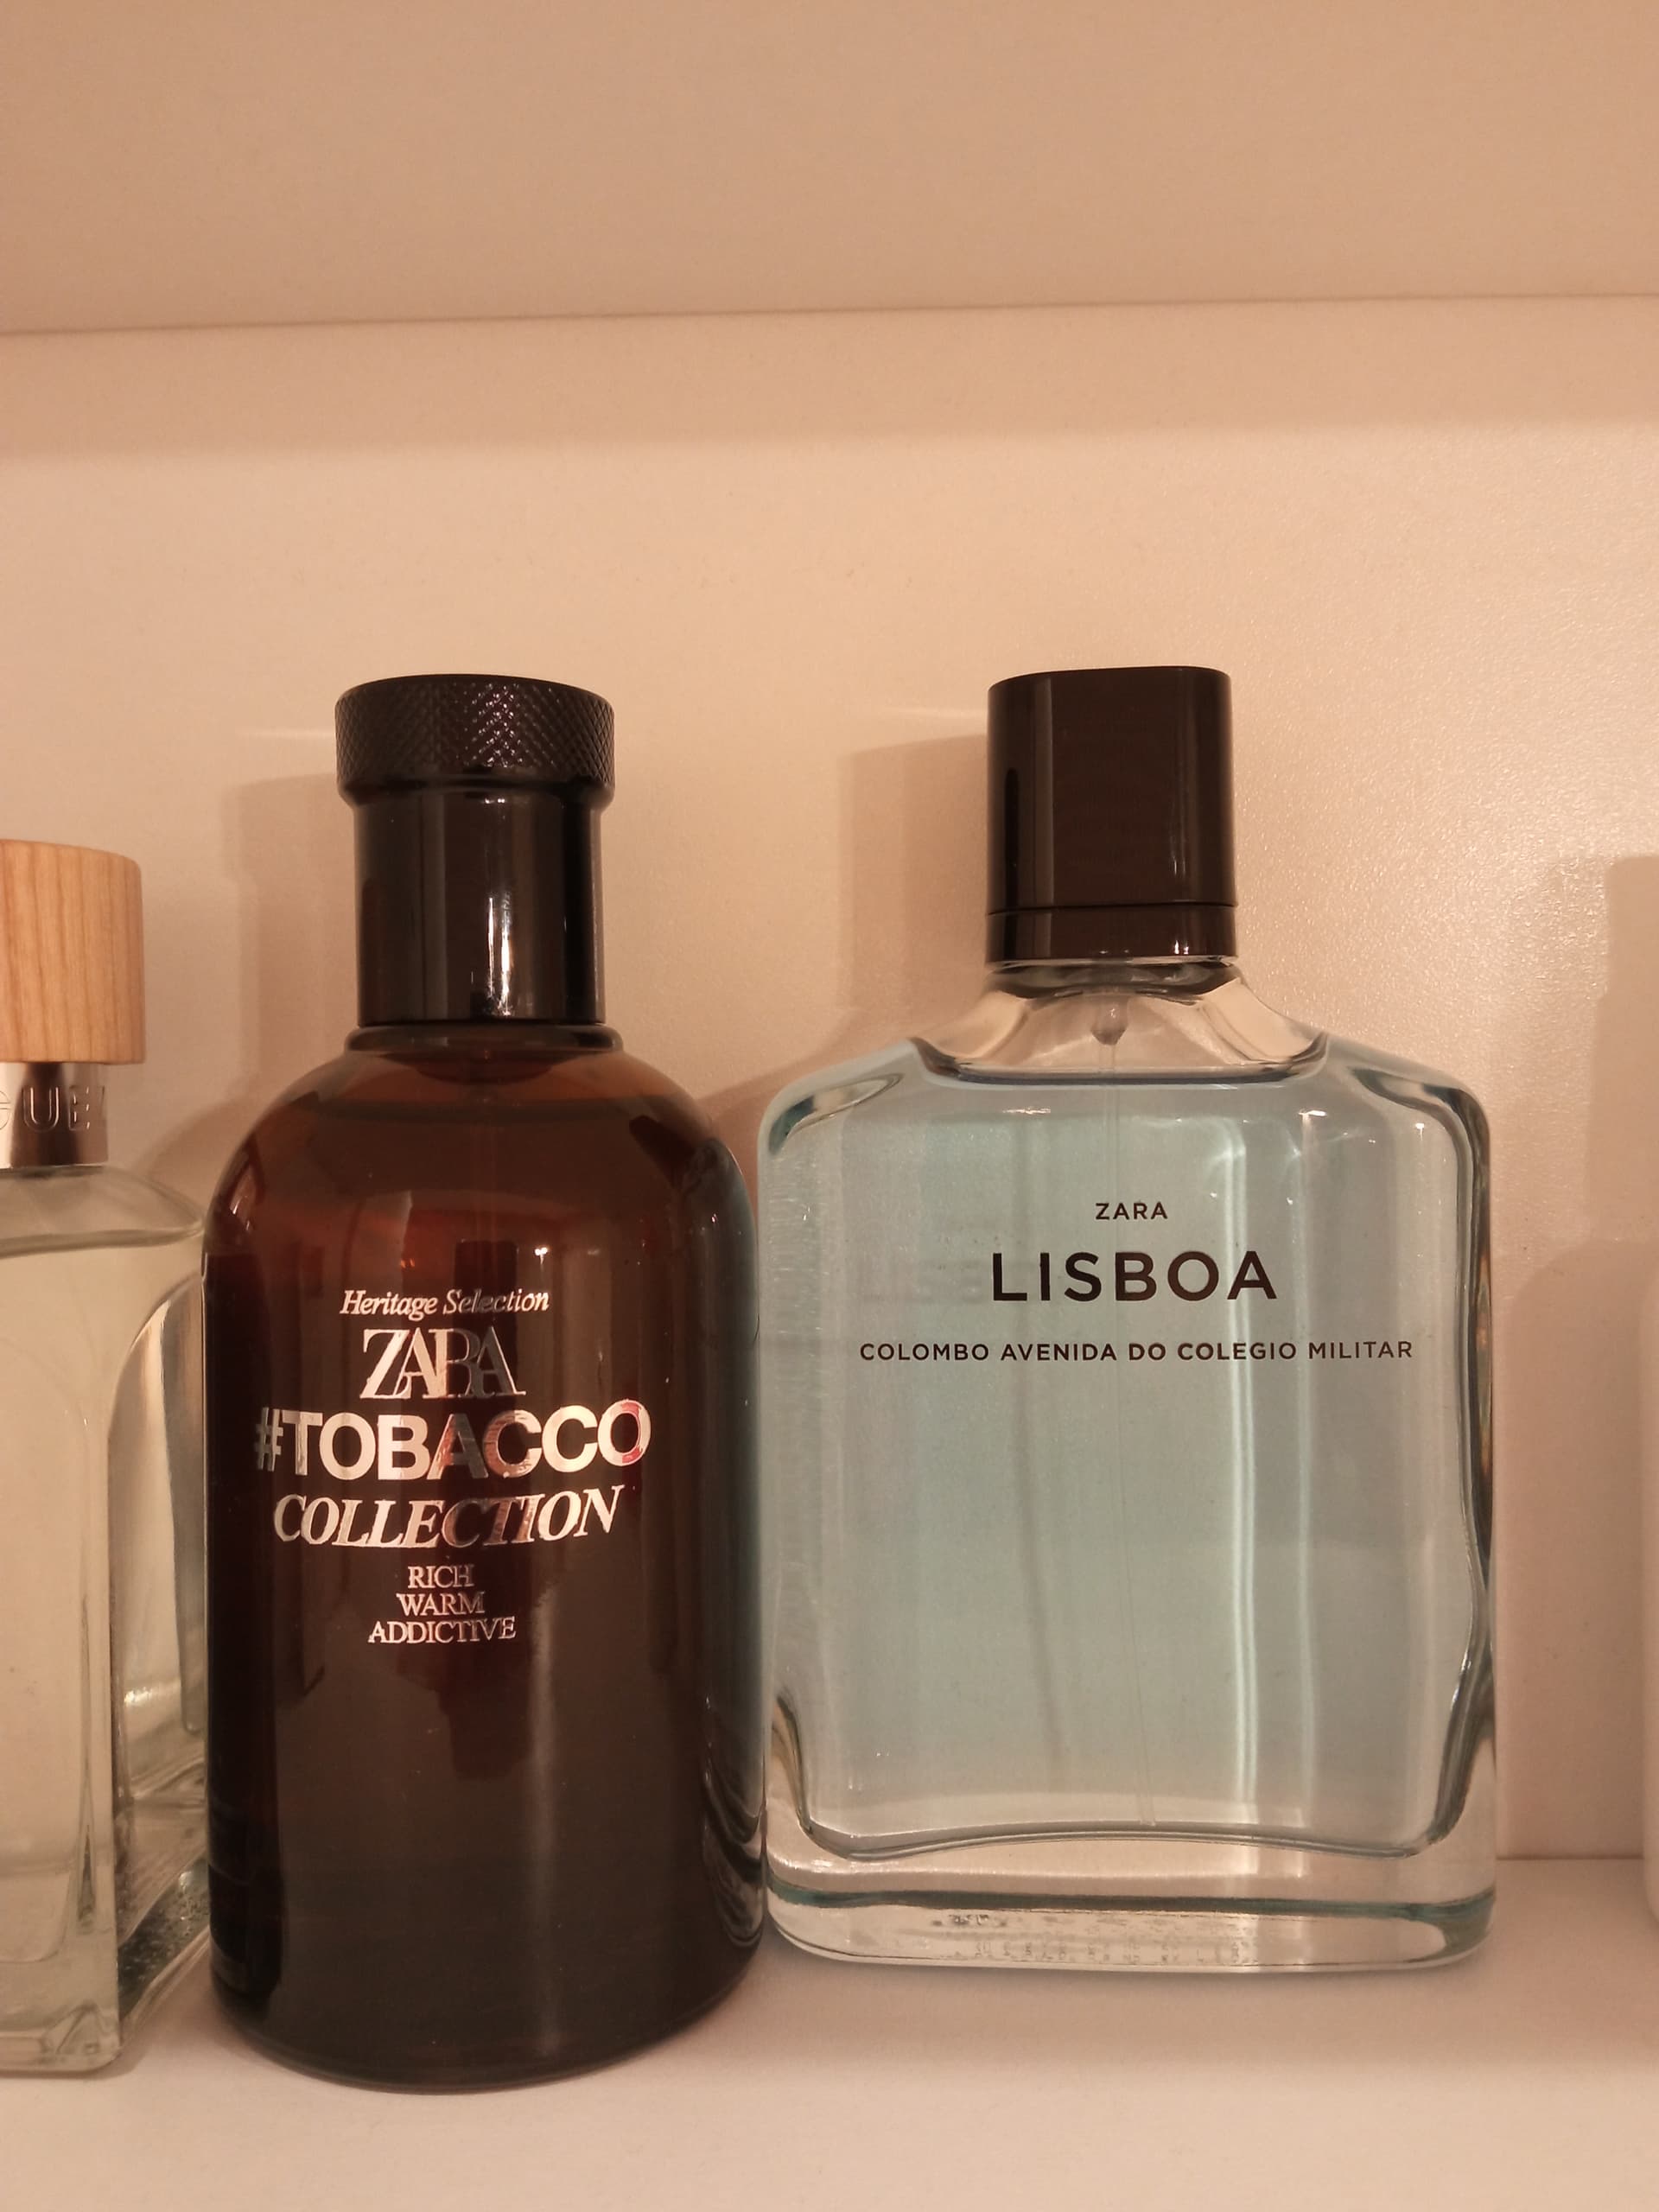 Heritage Selection
ZARA
#TOBACCO
COLLECTION
RICH
WARM
ADDICTIVE
ZARA
LISBOA
COLOMBO AVENIDA DO COLEGIO MILITAR